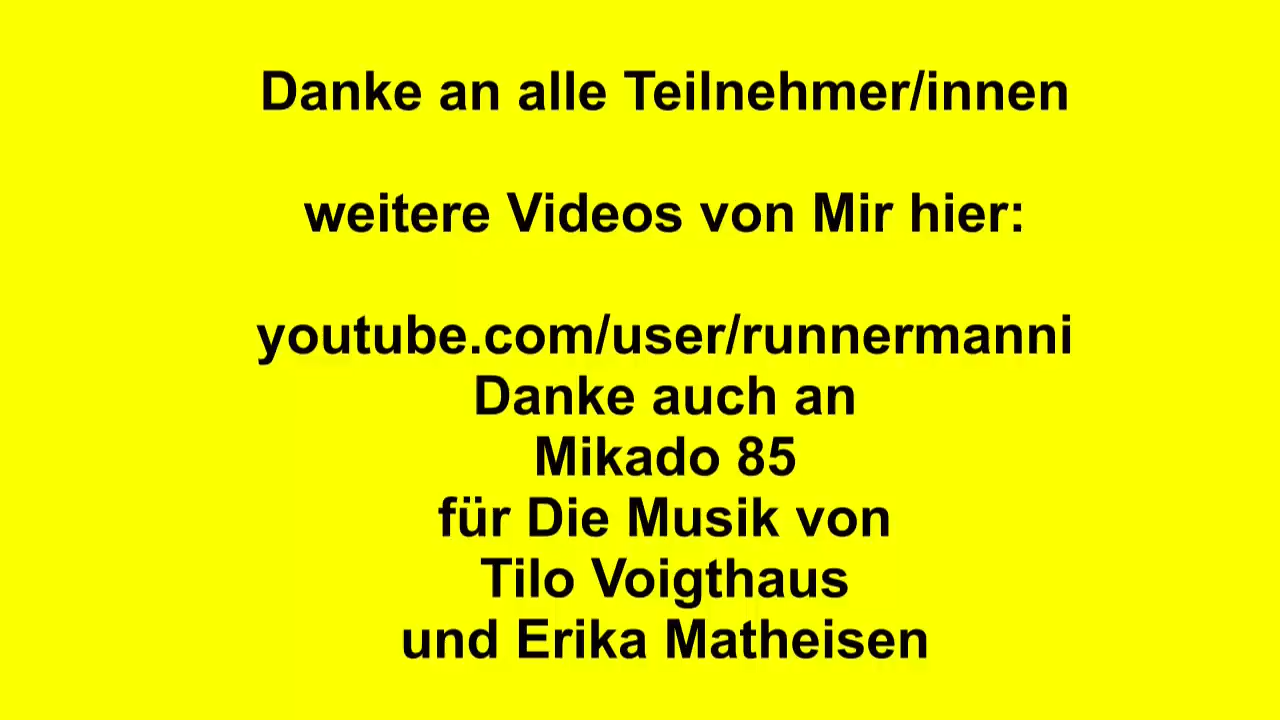 Danke an alle Teilnehmer/innen
weitere Videos von Mir hier:
youtube.com/user/runnermanni
Danke auch an
Mikado 85
für Die Musik von
Tilo Voigthaus
und Erika Matheisen